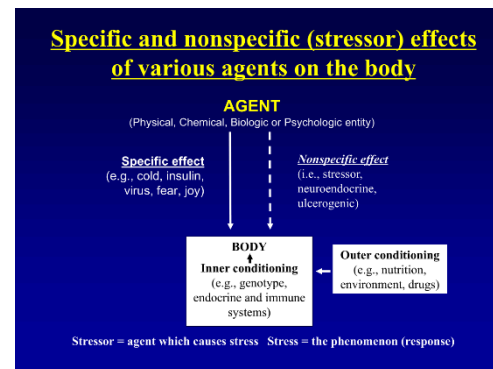 Specific and nonspecific (stressor) effects
of various agents on the body
AGENT
(Physical, Chemical, Biologic or Psychologic entity)
Specific effect
(e.g., cold, insulin,
virus, fear, joy)
Nonspecific effect
(i.e., stressor,
neuroendocrine,
ulcerogenic)
BODY
Inner conditioning
(e.g., genotype,
endocrine and immune
systems)
Outer conditioning
(e.g., nutrition,
environment, drugs)
Stressor = agent which causes stress Stress = the phenomenon (response)